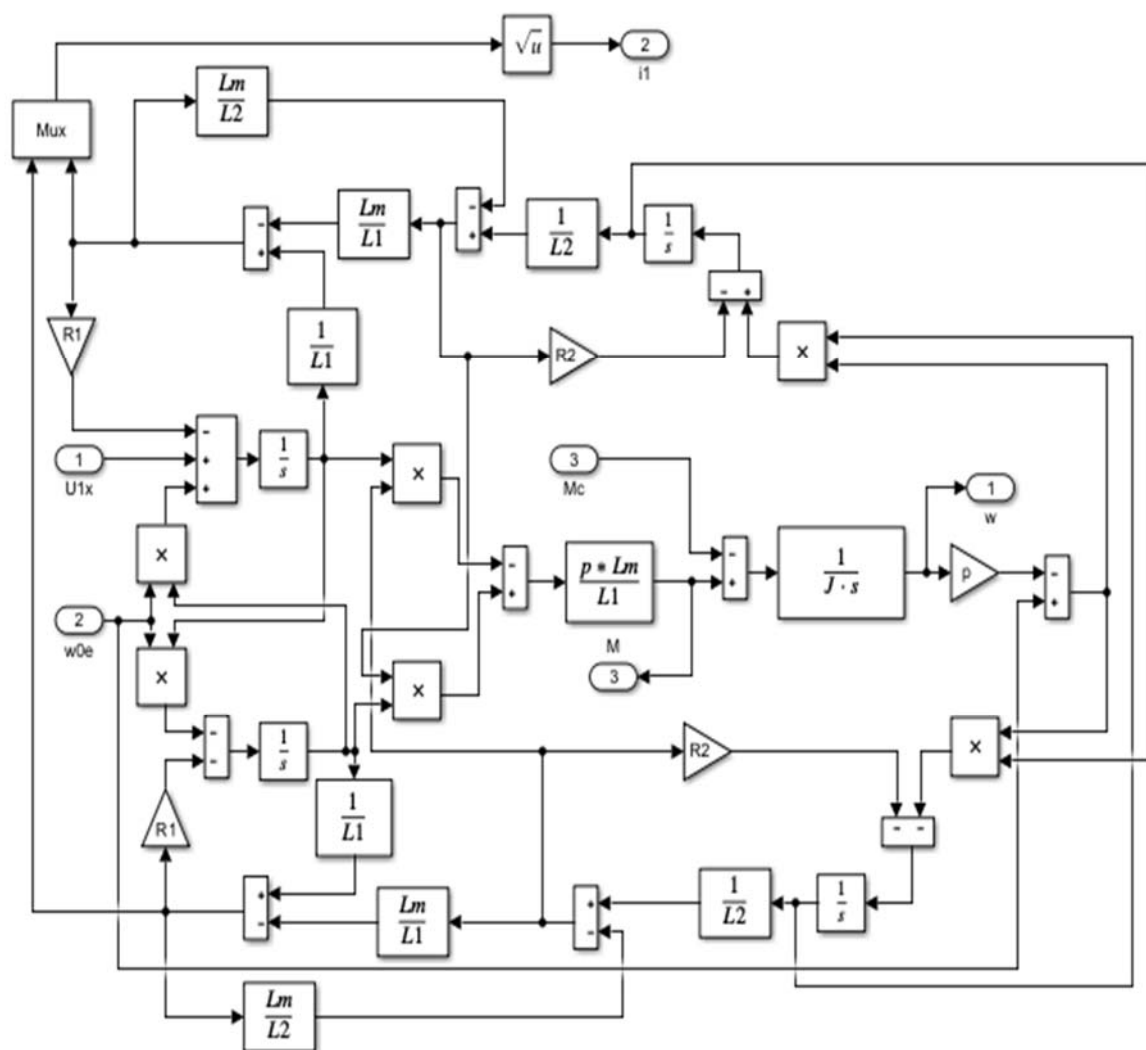 √u
2
i1
Lm
L2
Mux
- +
Lm
L1
- +
1
L2
1
s
- +
R1
1
L1
R2
×
- + +
1
s
1
U1x
×
3
Mc
1
w
×
- +
p * Lm
L1
- +
1
J · s
p
- +
2
w0e
×
M
3
×
- -
1
s
R2
×
R1
1
L1
- -
+ -
Lm
L1
+ -
1
L2
1
s
Lm
L2